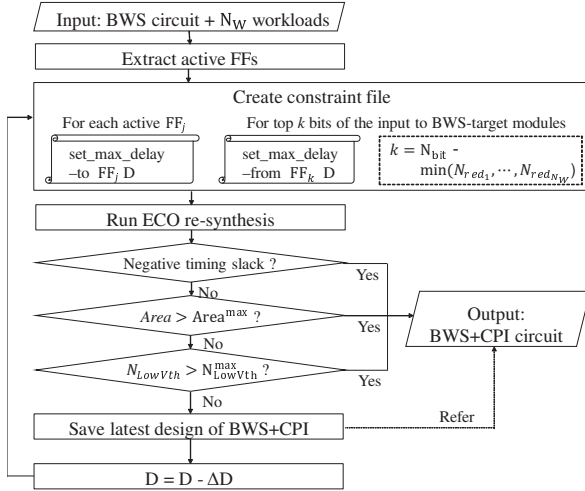 Input: BWS circuit + N_W workloads
Extract active FFs
Create constraint file
For each active FF_j
set_max_delay
–to FF_j D
For top k bits of the input to BWS-target modules
set_max_delay
–from FF_k D
k = N_bit -
min(N_red_1, ⋯, N_red_N_W)
Run ECO re-synthesis
Negative timing slack ?
Yes
No
Area > Area^max ?
Yes
No
N_LowVth > N_LowVth^max ?
Yes
No
Output:
BWS+CPI circuit
Save latest design of BWS+CPI
Refer
D = D - ΔD